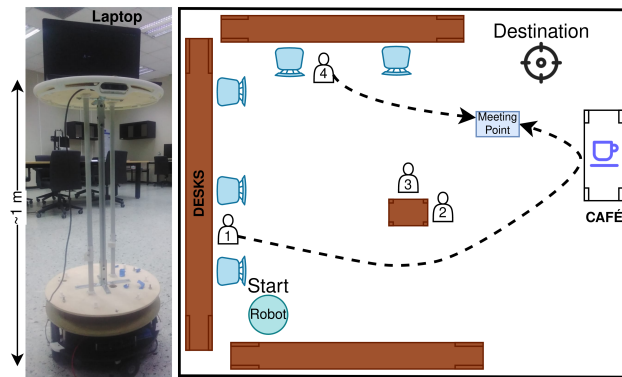 Laptop
~1 m
Destination
4
Meeting
Point
CAFÉ
DESKS
3
2
1
Start
Robot